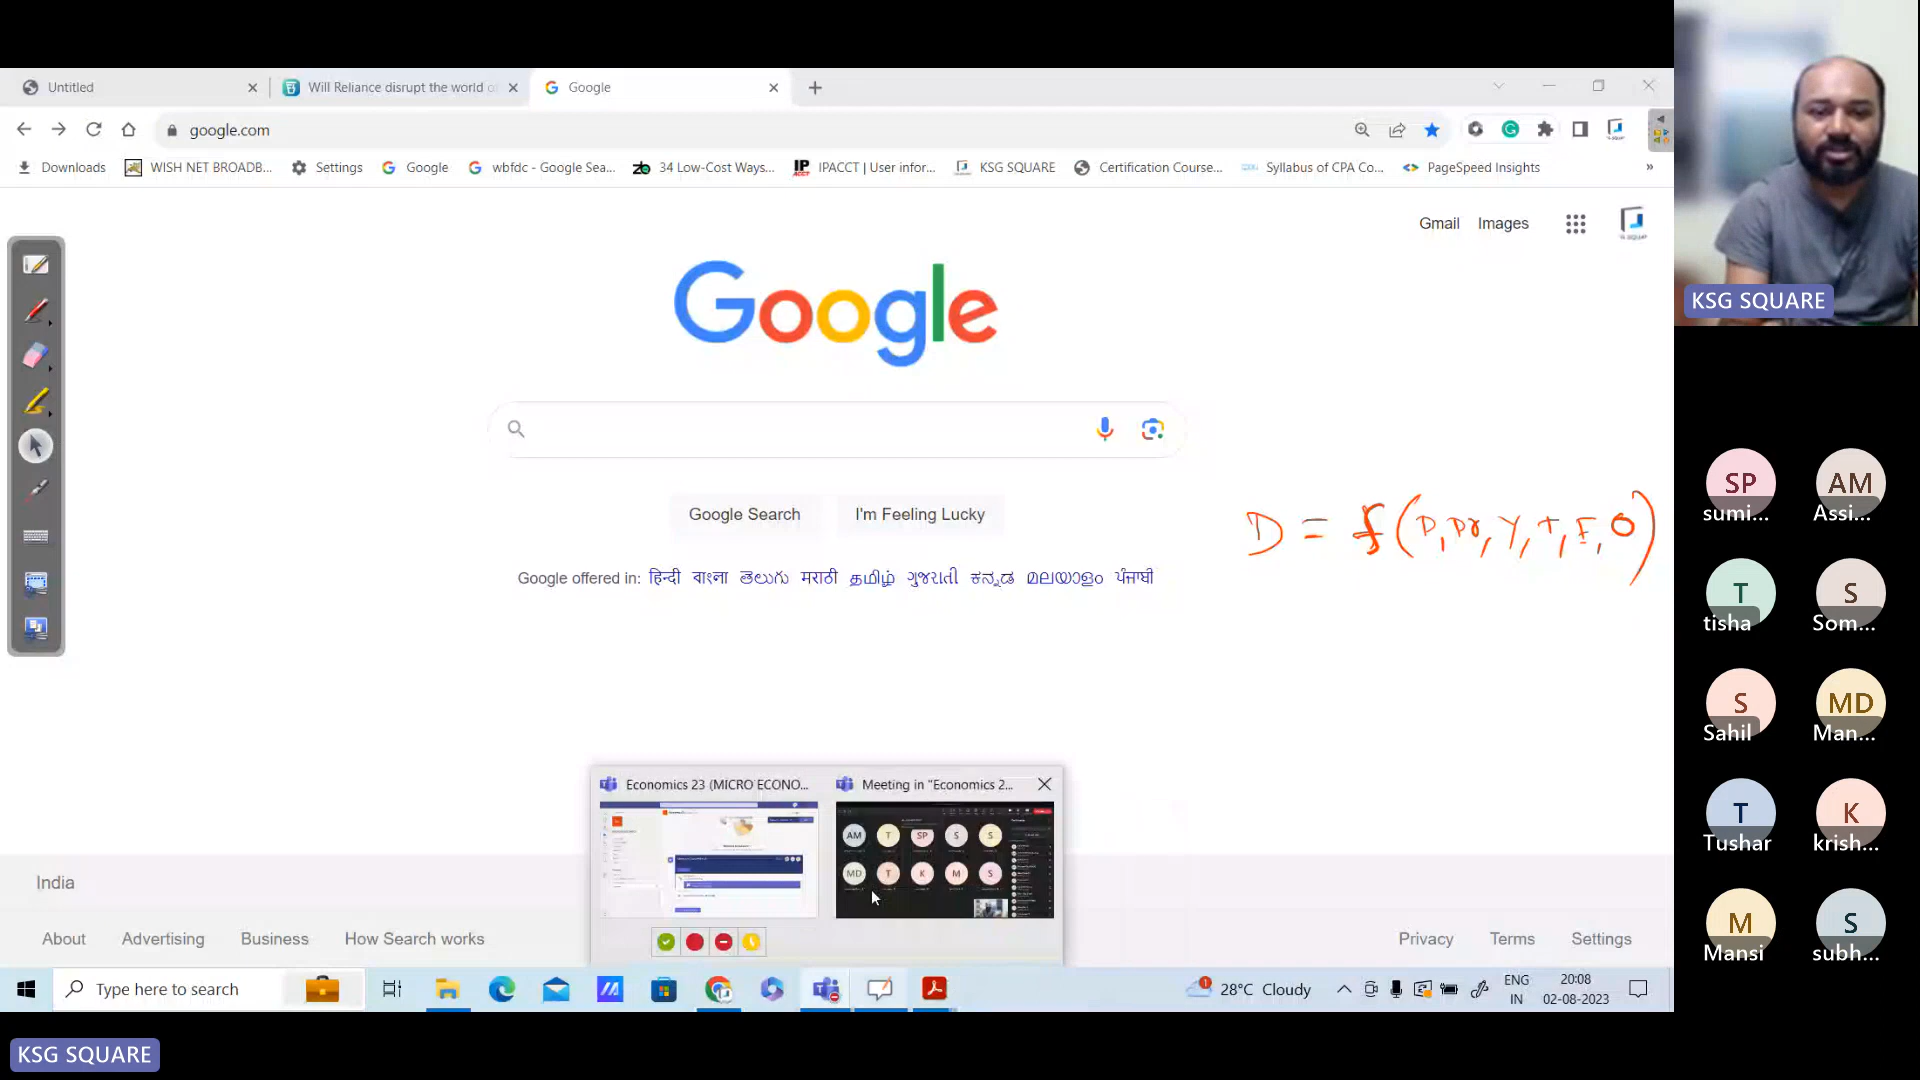 Untitled
Will Reliance disrupt the world o
Google
google.com
Downloads
WISH NET BROADB...
Settings
Google
wbfdc - Google Sea...
34 Low-Cost Ways...
IPACCT | User infor...
KSG SQUARE
Certification Course...
Syllabus of CPA Co...
PageSpeed Insights
»
Gmail
Images
KSG SQUARE
Google
Google Search
I'm Feeling Lucky
D = f(P, Pr, Y, T, E, O)
Google offered in: हिन्दी বাংলা తెలుగు मराठी தமிழ் ગુજરાતી ಕನ್ನಡ മലയാളം ਪੰਜਾਬੀ
SP
sumi...
AM
Assi...
T
tisha
S
Som...
S
Sahil
MD
Man...
T
Tushar
K
krish...
M
Mansi
S
subh...
Economics 23 (MICRO ECONO...
Meeting in "Economics 2...
AM T SP S S
MD T K M S
India
About
Advertising
Business
How Search works
Privacy
Terms
Settings
Type here to search
1
28°C Cloudy
ENG
IN
20:08
02-08-2023
KSG SQUARE